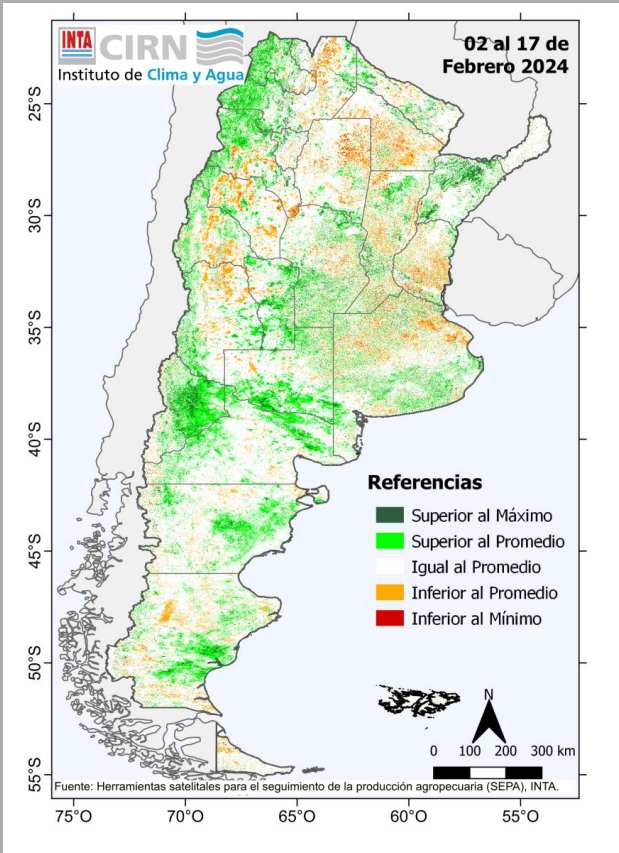 INTA CIRN
Instituto de Clima y Agua
02 al 17 de
Febrero 2024
25°S
30°S
35°S
40°S
45°S
50°S
55°S
Referencias
Superior al Máximo
Superior al Promedio
Igual al Promedio
Inferior al Promedio
Inferior al Mínimo
N
0 100 200 300 km
Fuente: Herramientas satelitales para el seguimiento de la producción agropecuaria (SEPA), INTA.
75°O 70°O 65°O 60°O 55°O